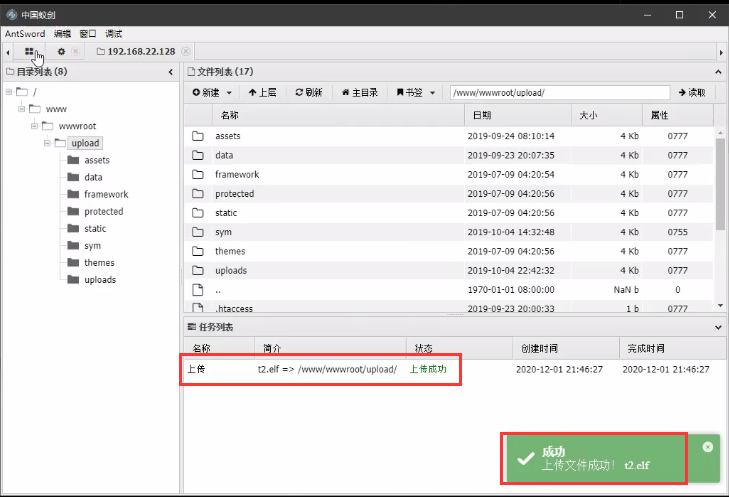 中国蚁剑
AntSword 编辑 窗口 调试
192.168.22.128
目录列表 (8)
/
www
wwwroot
upload
assets
data
framework
protected
static
sym
themes
uploads
文件列表 (17)
新建 上层 刷新 主目录 书签 /www/wwwroot/upload/ 读取
名称 日期 大小 属性
assets 2019-09-24 08:10:14 4 Kb 0777
data 2019-09-23 20:07:35 4 Kb 0777
framework 2019-07-09 04:20:54 4 Kb 0777
protected 2019-07-09 04:20:56 4 Kb 0777
static 2019-07-09 04:20:56 4 Kb 0777
sym 2019-10-04 14:32:48 4 Kb 0755
themes 2019-07-09 04:20:56 4 Kb 0777
uploads 2019-10-04 22:42:32 4 Kb 0777
.. 1970-01-01 08:00:00 NaN b 0
.htaccess 2019-09-23 20:00:33 1 b 0777
任务列表
名称 简介 状态 创建时间 完成时间
上传 t2.elf => /www/wwwroot/upload/ 上传成功 2020-12-01 21:46:27 2020-12-01 21:46:27
成功
上传文件成功! t2.elf